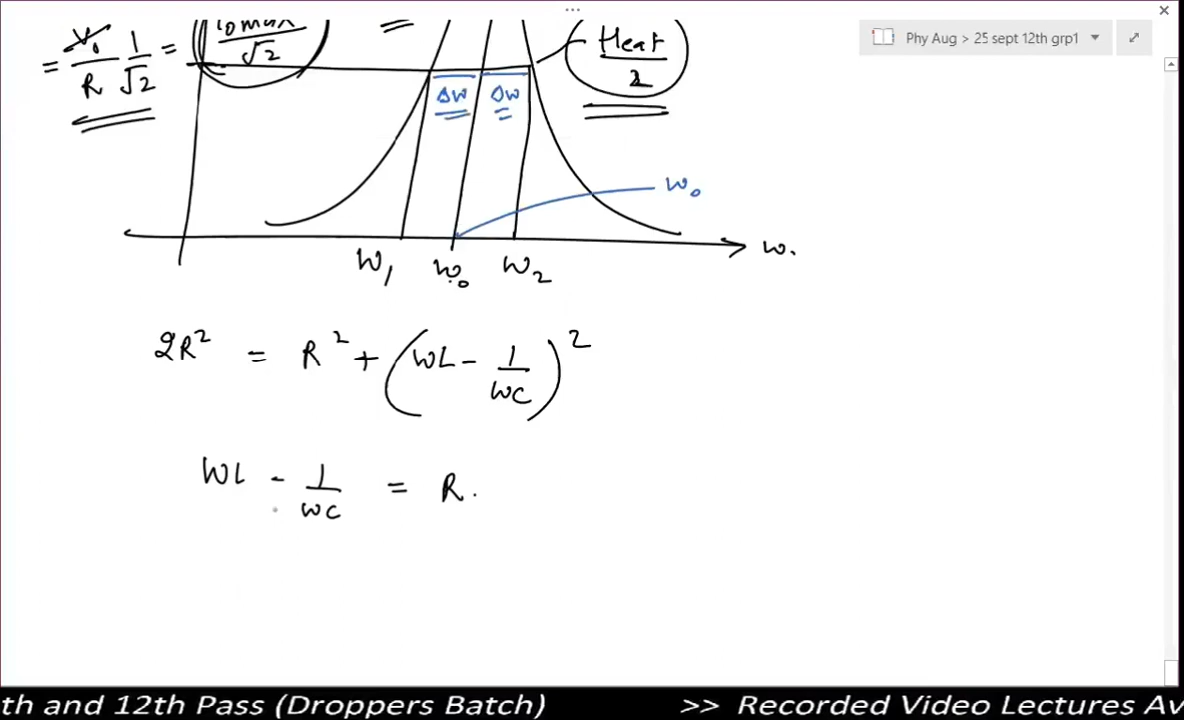 = V₀/R 1/√2 = i₀max/√2
=
Heat/2
Δw Δw
w₀
w₁ w₀ w₂ w.
2R² = R² + (wL - 1/wC)²
wL - 1/wC = R.
Phy Aug > 25 sept 12th grp1
th and 12th Pass (Droppers Batch) >> Recorded Video Lectures Av